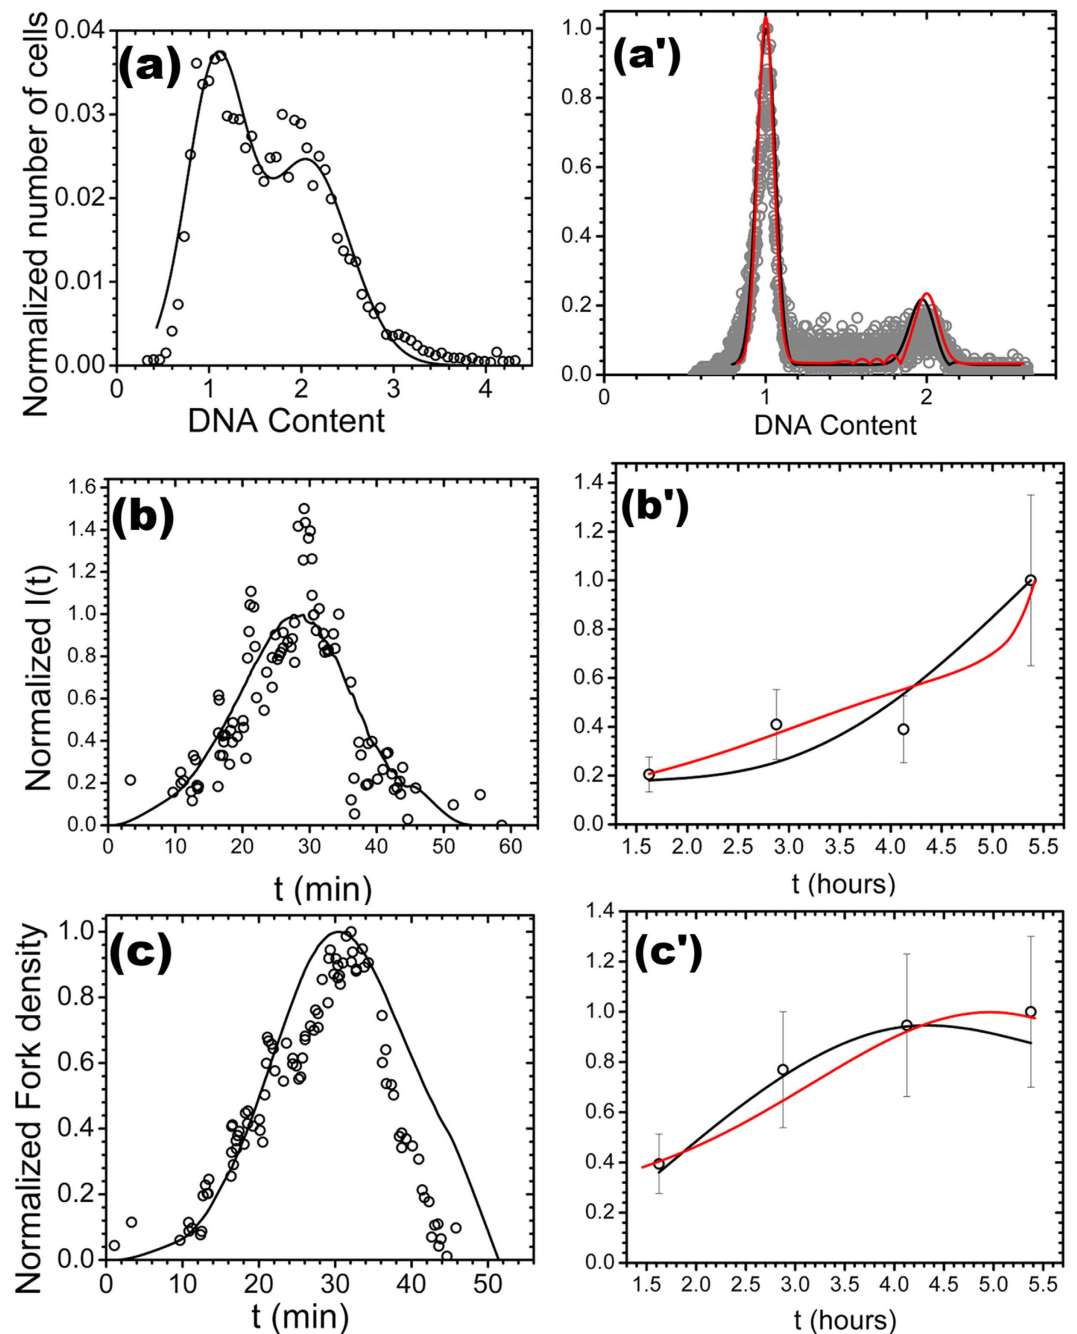 (a)
Normalized number of cells
0.04
0.03
0.02
0.01
0.00
0 1 2 3 4
DNA Content
(a')
1.0
0.8
0.6
0.4
0.2
0.0
0 1 2
DNA Content
(b)
Normalized I(t)
1.6
1.4
1.2
1.0
0.8
0.6
0.4
0.2
0.0
0 10 20 30 40 50 60
t (min)
(b')
1.4
1.2
1.0
0.8
0.6
0.4
0.2
0.0
1.5 2.0 2.5 3.0 3.5 4.0 4.5 5.0 5.5
t (hours)
(c)
Normalized Fork density
1.0
0.8
0.6
0.4
0.2
0.0
0 10 20 30 40 50
t (min)
(c')
1.4
1.2
1.0
0.8
0.6
0.4
0.2
0.0
1.5 2.0 2.5 3.0 3.5 4.0 4.5 5.0 5.5
t (hours)